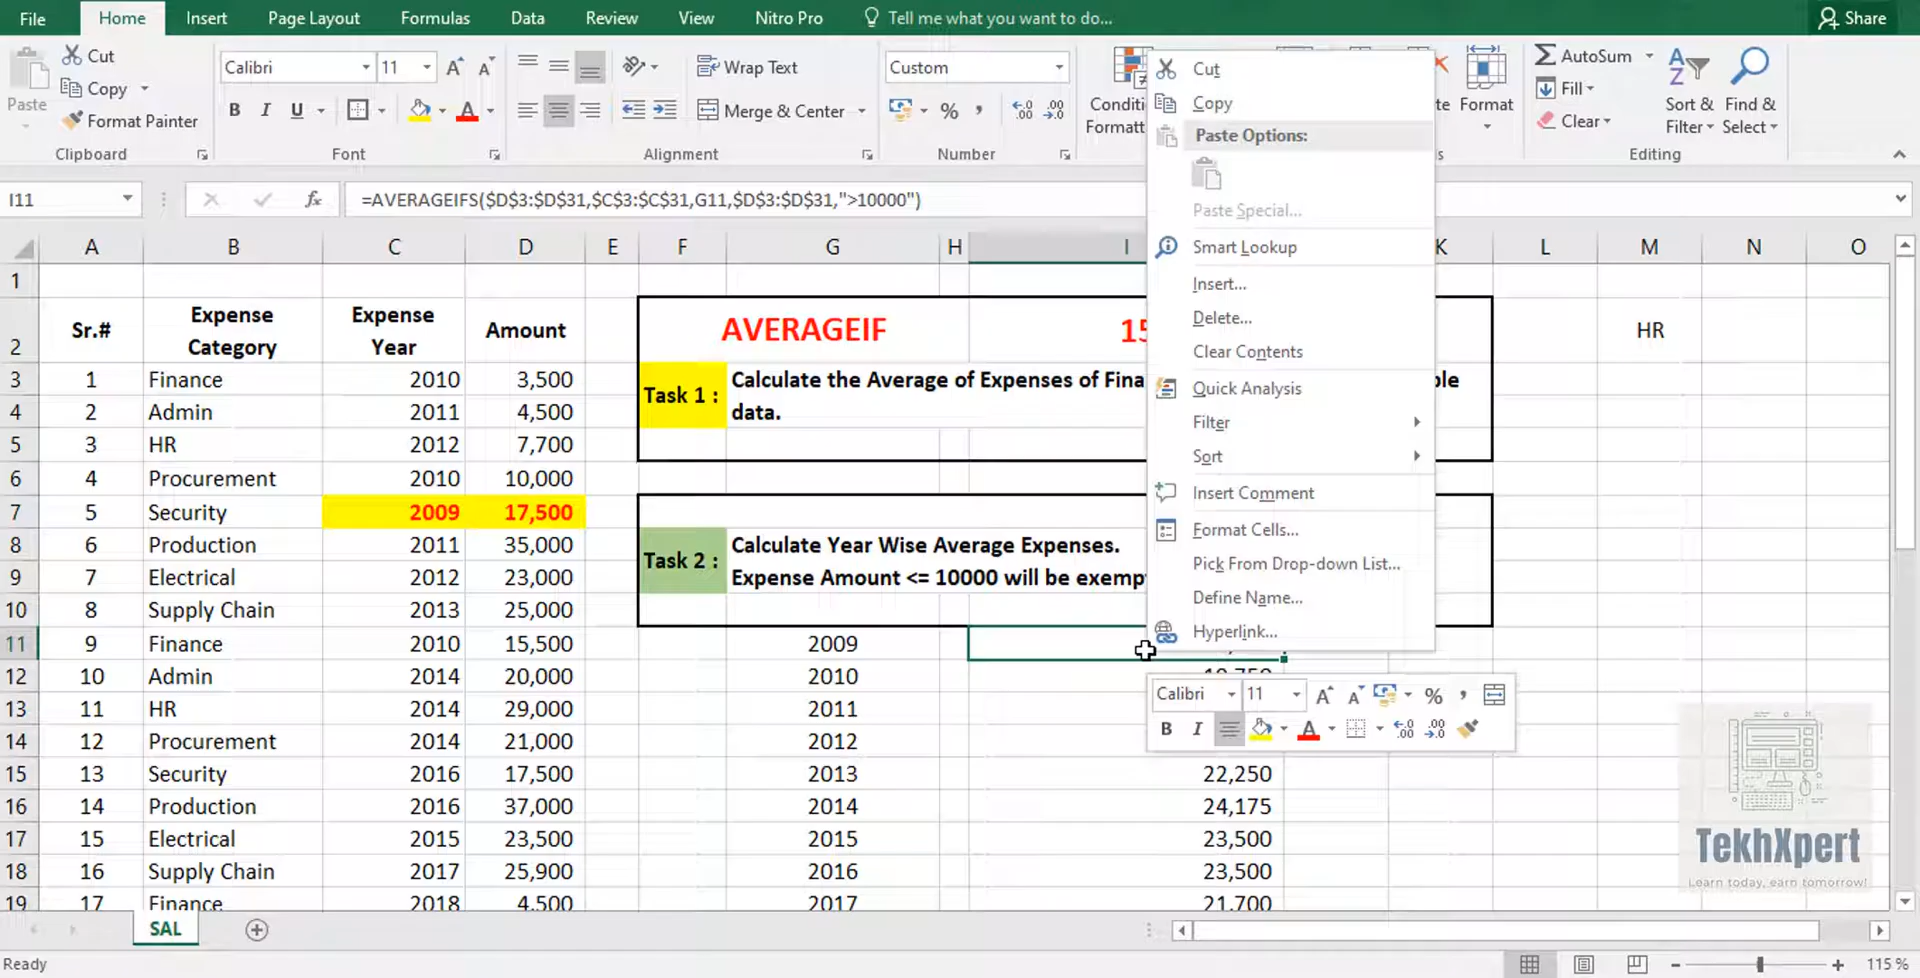 File Home Insert Page Layout Formulas Data Review View Nitro Pro Tell me what you want to do... Share
Paste
Cut
Copy
Format Painter
Clipboard
Calibri 11
B I U
Font
Wrap Text
Merge & Center
Alignment
Custom
%
Number
Conditi
Formatt
Format
AutoSum
Fill
Clear
Sort &
Filter
Find &
Select
Editing
I11 fx =AVERAGEIFS($D$3:$D$31,$C$3:$C$31,G11,$D$3:$D$31,">10000")
A B C D E F G H I K L M N O
1
2 Sr.# Expense Category Expense Year Amount AVERAGEIF 15 HR
3 1 Finance 2010 3,500
4 2 Admin 2011 4,500
5 3 HR 2012 7,700
6 4 Procurement 2010 10,000
7 5 Security 2009 17,500
8 6 Production 2011 35,000
9 7 Electrical 2012 23,000
10 8 Supply Chain 2013 25,000
11 9 Finance 2010 15,500 2009
12 10 Admin 2014 20,000 2010
13 11 HR 2014 29,000 2011
14 12 Procurement 2014 21,000 2012
15 13 Security 2016 17,500 2013 22,250
16 14 Production 2016 37,000 2014 24,175
17 15 Electrical 2015 23,500 2015 23,500
18 16 Supply Chain 2017 25,900 2016 23,500
19 17 Finance 2018 4,500 2017 21,700
Task 1 :
Calculate the Average of Expenses of Fina
data.
Task 2 :
Calculate Year Wise Average Expenses.
Expense Amount <= 10000 will be exemp
Cut
Copy
Paste Options:
Paste Special...
Smart Lookup
Insert...
Delete...
Clear Contents
Quick Analysis
Filter
Sort
Insert Comment
Format Cells...
Pick From Drop-down List...
Define Name...
Hyperlink...
Calibri 11 %
B I
TekhXpert
Learn today, earn tomorrow!
SAL
Ready
115 %